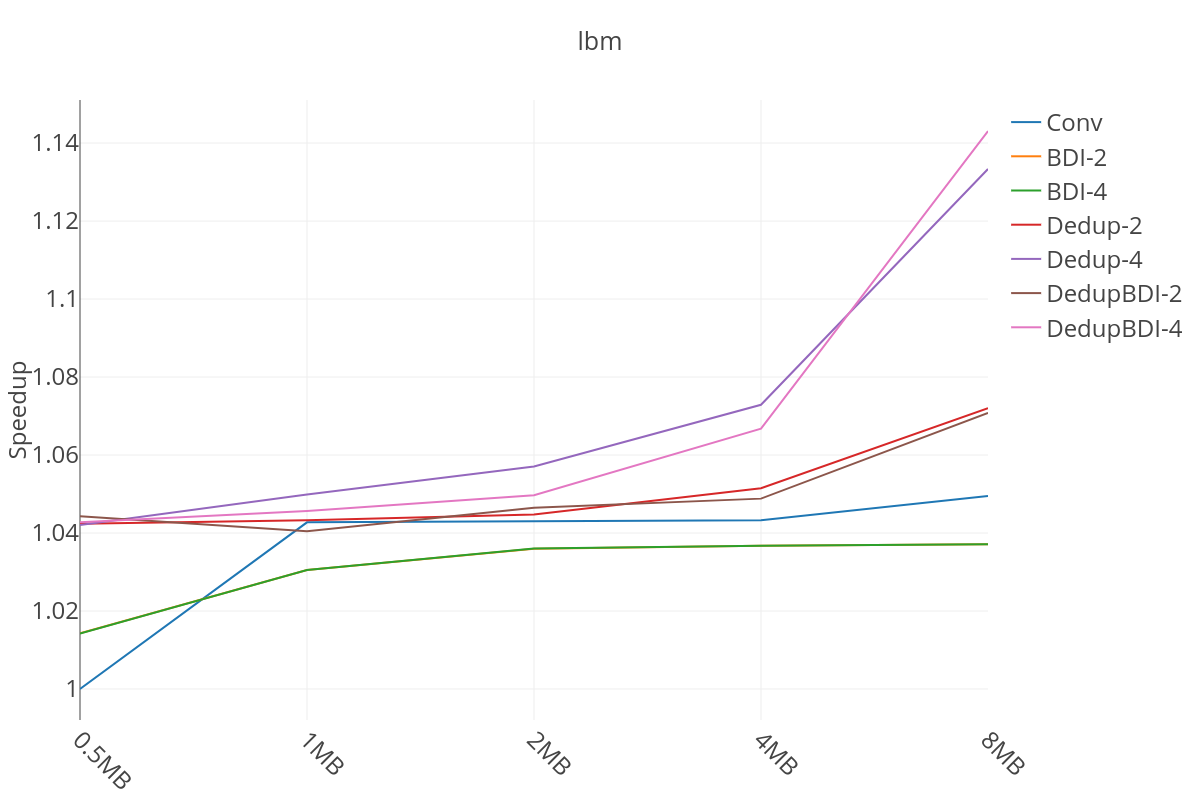 lbm
Speedup
1.14
1.12
1.1
1.08
1.06
1.04
1.02
1
0.5MB
1MB
2MB
4MB
8MB
Conv
BDI-2
BDI-4
Dedup-2
Dedup-4
DedupBDI-2
DedupBDI-4